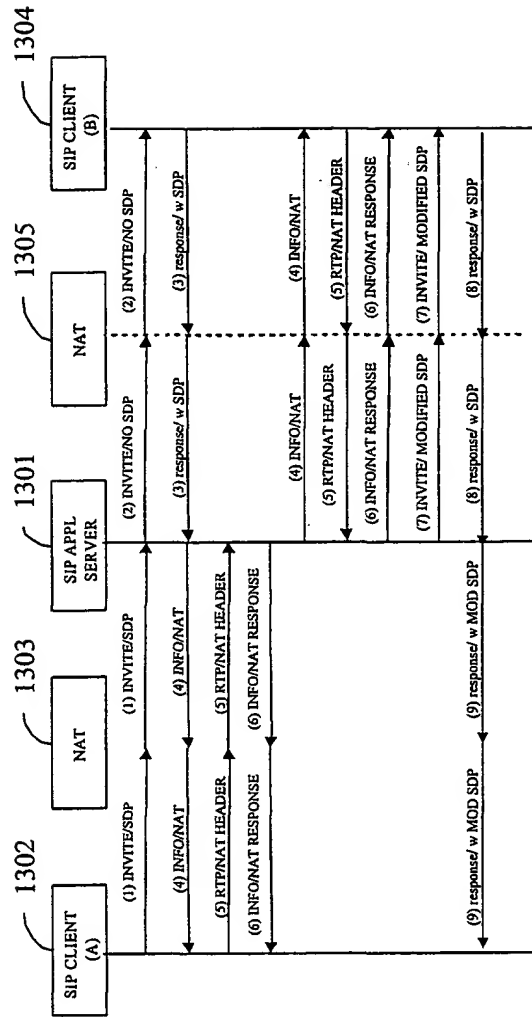 1302
1303
1301
1305
1304
SIP CLIENT
(A)
NAT
SIP APPL
SERVER
NAT
SIP CLIENT
(B)
(1) INVITE/SDP
(1) INVITE/SDP
(2) INVITE/NO SDP
(2) INVITE/NO SDP
(4) INFO/NAT
(4) INFO/NAT
(3) response/ w SDP
(3) response/ w SDP
(5) RTP/NAT HEADER
(5) RTP/NAT HEADER
(6) INFO/NAT RESPONSE
(6) INFO/NAT RESPONSE
(4) INFO/NAT
(4) INFO/NAT
(5) RTP/NAT HEADER
(5) RTP/NAT HEADER
(6) INFO/NAT RESPONSE
(6) INFO/NAT RESPONSE
(7) INVITE/ MODIFIED SDP
(7) INVITE/ MODIFIED SDP
(9) response/ w MOD SDP
(9) response/ w MOD SDP
(8) response/ w SDP
(8) response/ w SDP